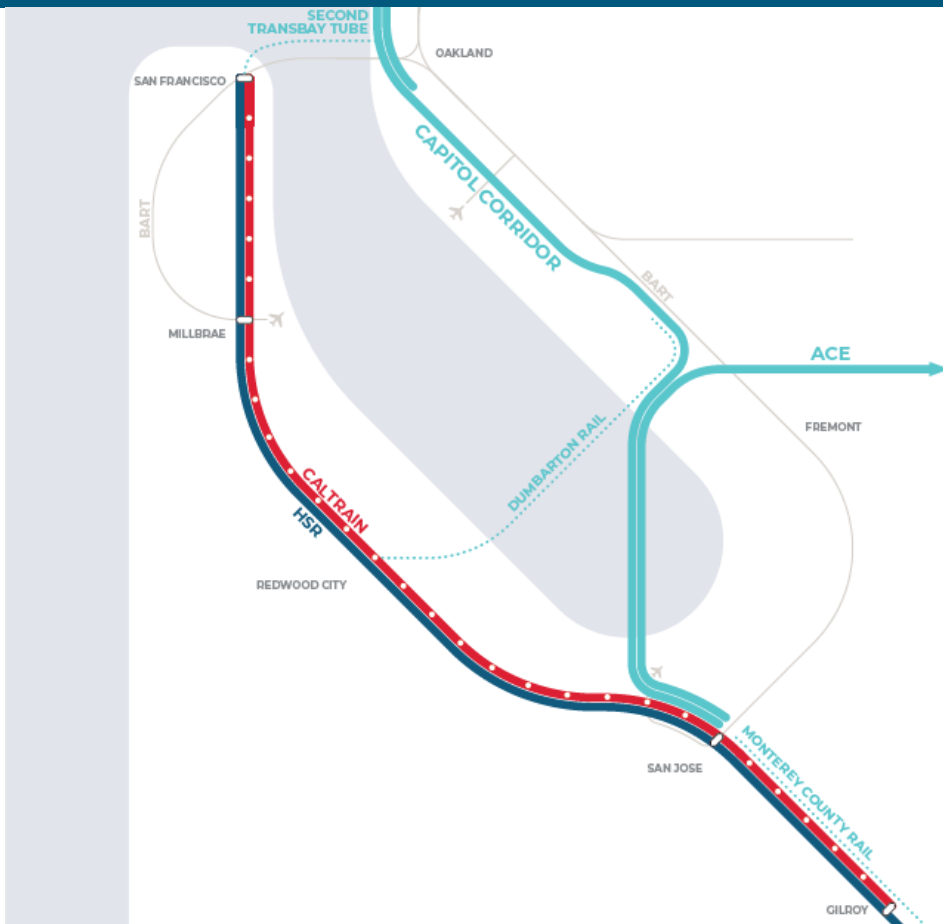 SECOND
TRANSBAY TUBE
OAKLAND
SAN FRANCISCO
CAPITOL CORRIDOR
BART
BART
MILLBRAE
ACE
DUMBARTON RAIL
FREMONT
CALTRAIN
HSR
REDWOOD CITY
MONTEREY COUNTY RAIL
SAN JOSE
GILROY